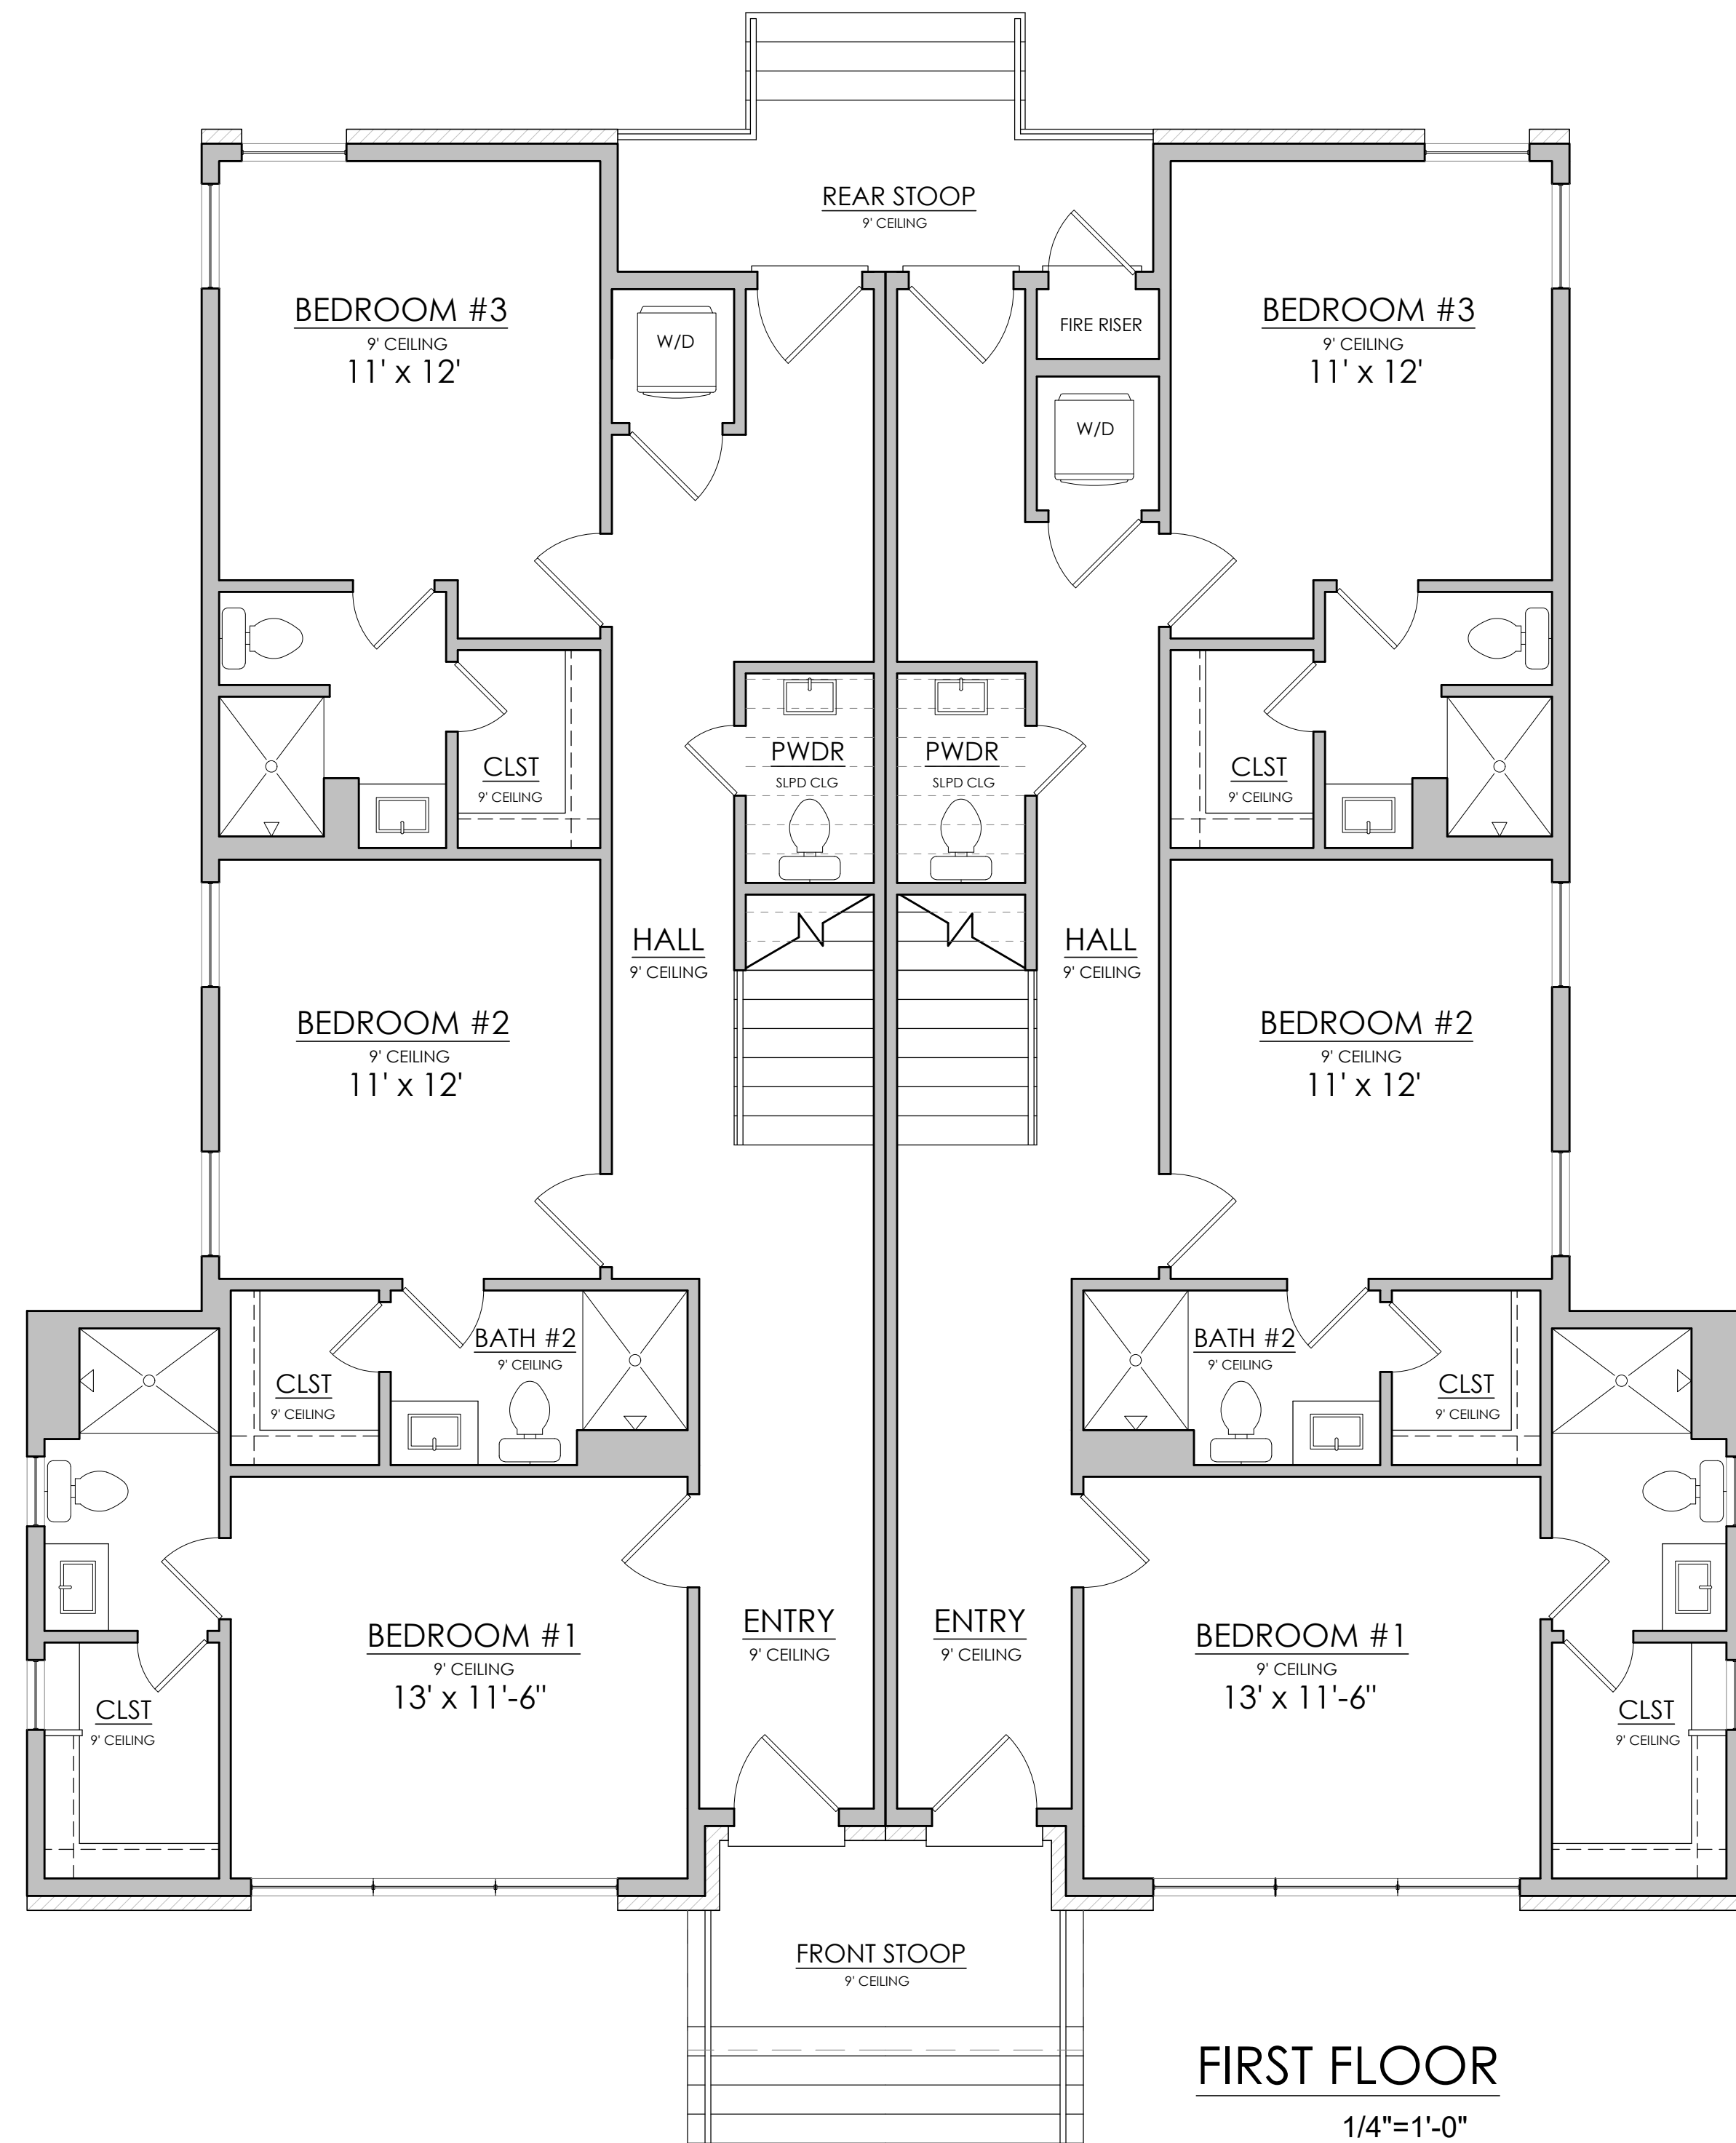 REAR STOOP
9' CEILING
BEDROOM #3
9' CEILING
11' x 12'
W/D
FIRE RISER
BEDROOM #3
9' CEILING
11' x 12'
W/D
CLST
9' CEILING
PWDR
SLPD CLG
PWDR
SLPD CLG
CLST
9' CEILING
HALL
9' CEILING
HALL
9' CEILING
BEDROOM #2
9' CEILING
11' x 12'
BEDROOM #2
9' CEILING
11' x 12'
CLST
9' CEILING
BATH #2
9' CEILING
BATH #2
9' CEILING
CLST
9' CEILING
BEDROOM #1
9' CEILING
13' x 11'-6"
ENTRY
9' CEILING
ENTRY
9' CEILING
BEDROOM #1
9' CEILING
13' x 11'-6"
CLST
9' CEILING
CLST
9' CEILING
FRONT STOOP
9' CEILING
FIRST FLOOR
1/4"=1'-0"